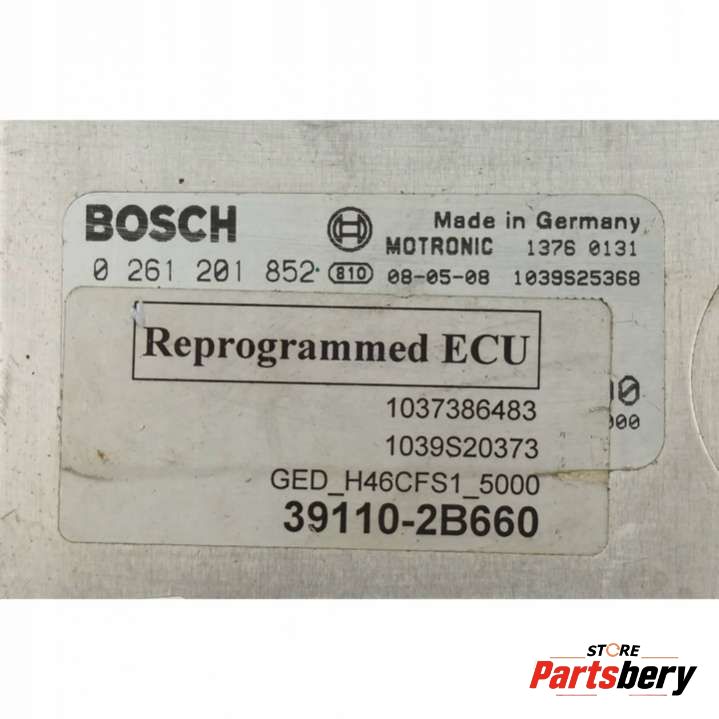 BOSCH
Made in Germany
MOTRONIC 1376 0131
0 261 201 852 810 08-05-08 1039S25368
Reprogrammed ECU
1037386483
1039S20373
GED_H46CFS1_5000
39110-2B660
STORE
Partsbery